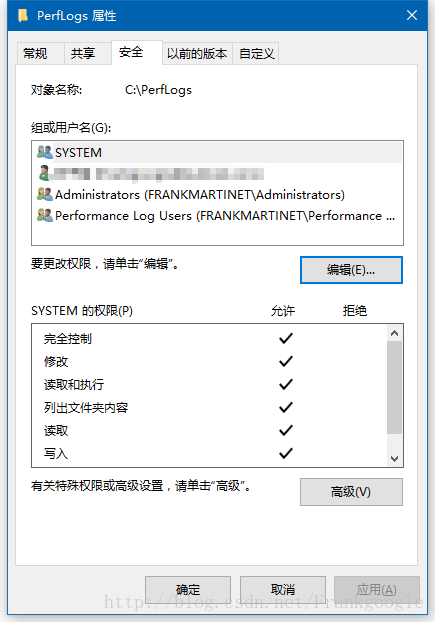 PerfLogs 属性
常规 共享 安全 以前的版本 自定义
对象名称: C:\PerfLogs
组或用户名(G):
SYSTEM
Administrators (FRANKMARTINET\Administrators)
Performance Log Users (FRANKMARTINET\Performance ...
要更改权限，请单击“编辑”。
编辑(E)...
SYSTEM 的权限(P) 允许 拒绝
完全控制
修改
读取和执行
列出文件夹内容
读取
写入
有关特殊权限或高级设置，请单击“高级”。
高级(V)
确定 取消 应用(A)
http://blog.csdn.net/Frankgoogle